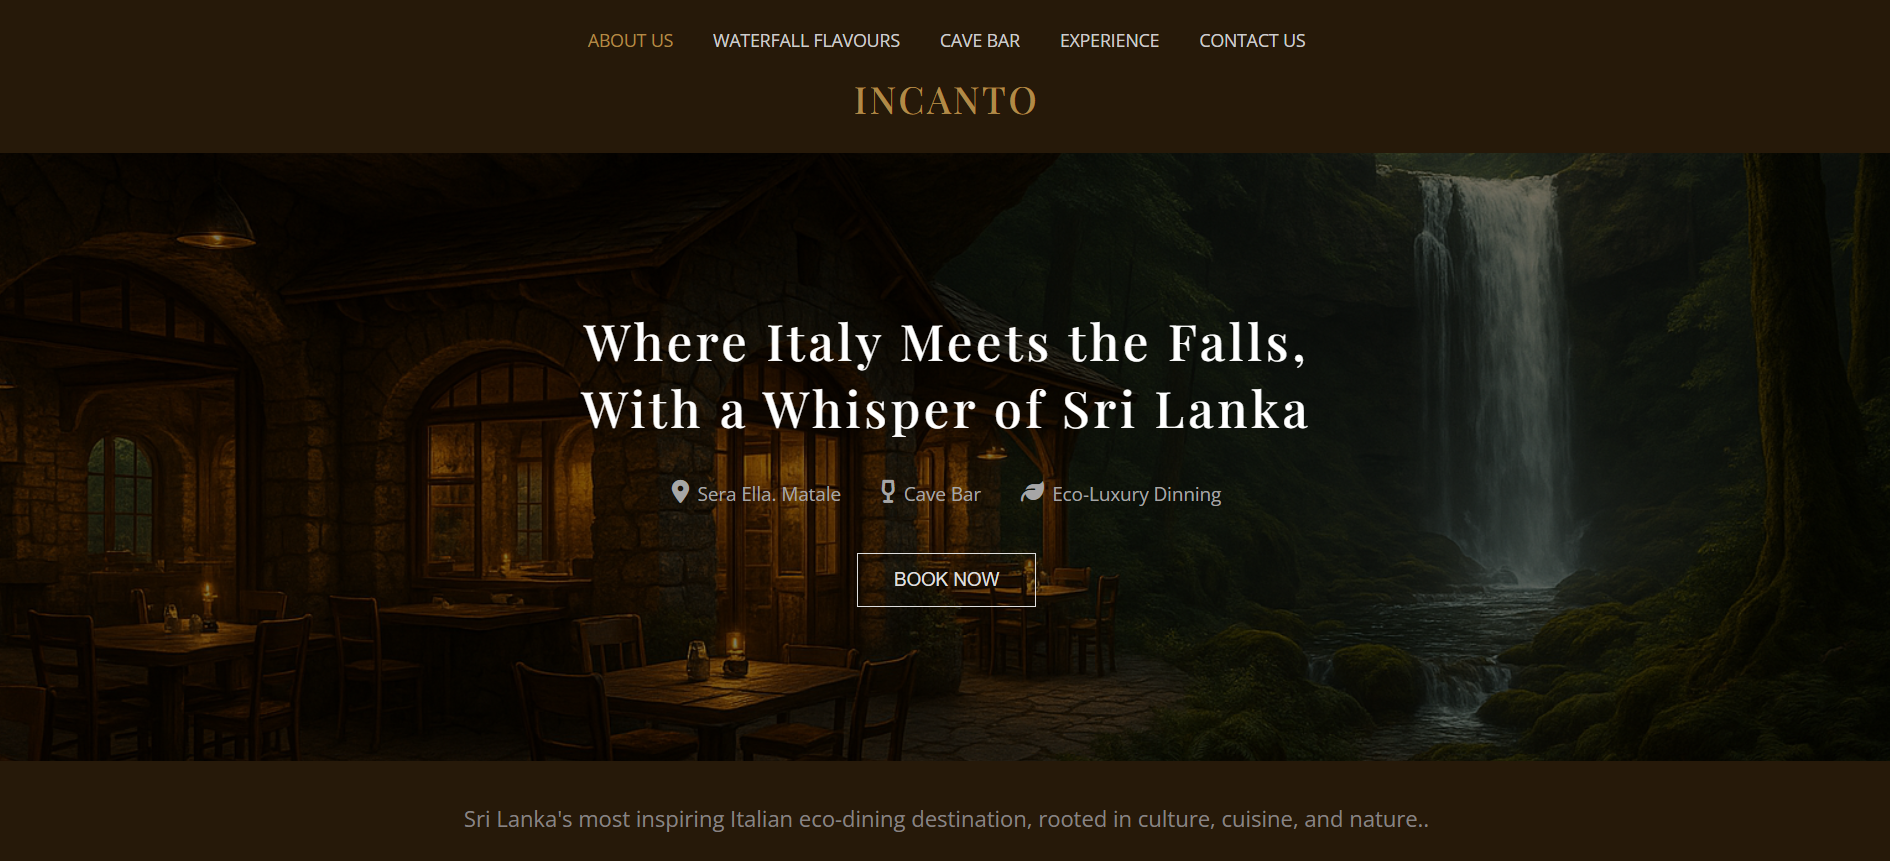 ABOUT US WATERFALL FLAVOURS CAVE BAR EXPERIENCE CONTACT US
INCANTO
Where Italy Meets the Falls,
With a Whisper of Sri Lanka
Sera Ella. Matale Cave Bar Eco-Luxury Dinning
BOOK NOW
Sri Lanka's most inspiring Italian eco-dining destination, rooted in culture, cuisine, and nature..